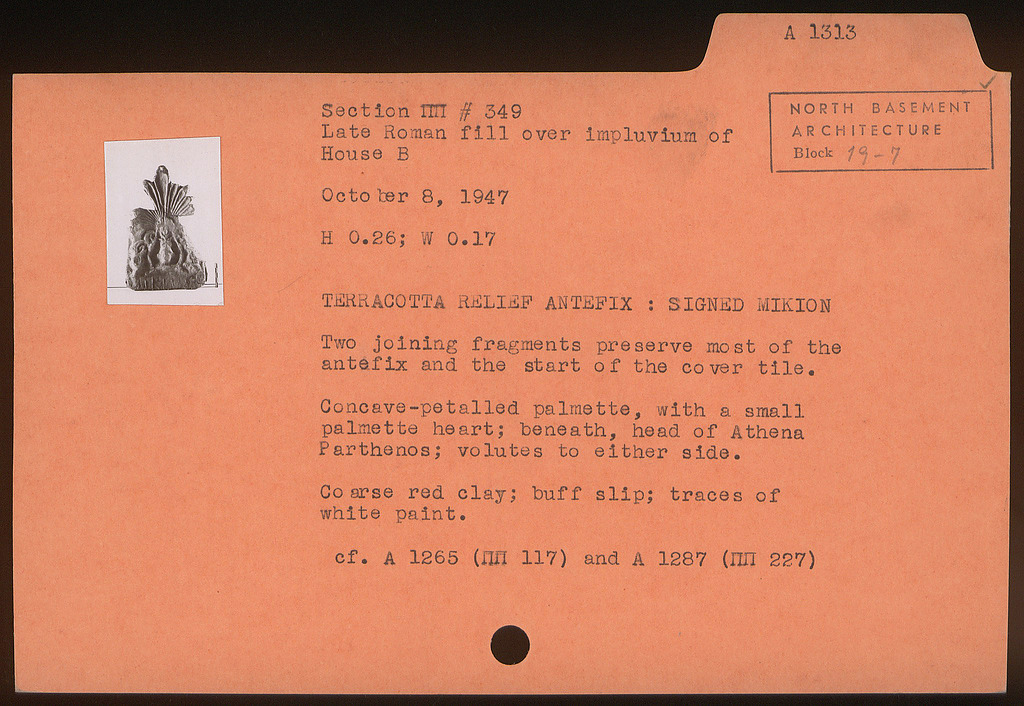 A 1313
NORTH BASEMENT
ARCHITECTURE
Block 19-7
Section ΠΠ # 349
Late Roman fill over impluvium of
House B
October 8, 1947
H 0.26; W 0.17
TERRACOTTA RELIEF ANTEFIX : SIGNED MIKION
Two joining fragments preserve most of the
antefix and the start of the cover tile.
Concave-petalled palmette, with a small
palmette heart; beneath, head of Athena
Parthenos; volutes to either side.
Coarse red clay; buff slip; traces of
white paint.
cf. A 1265 (ΠΠ 117) and A 1287 (ΠΠ 227)